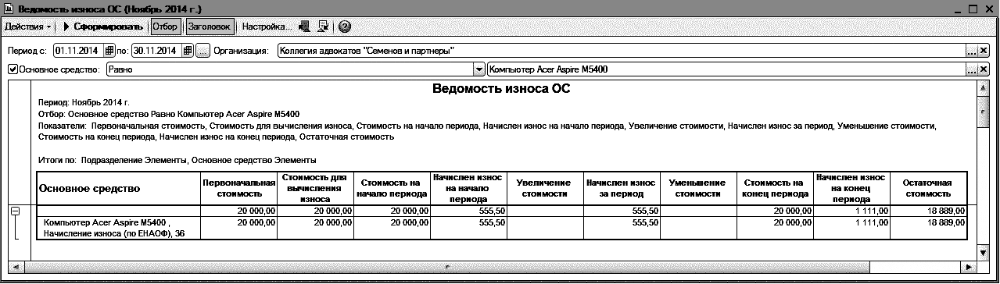 Ведомость износа ОС (Ноябрь 2014 г.)
Действия Сформировать Отбор Заголовок Настройка... ?
Период с: 01.11.2014 по: 30.11.2014 ... Организация: Коллегия адвокатов "Семенов и партнеры" ... x
Основное средство: Равно Компьютер Acer Aspire M5400 ... x
Ведомость износа ОС
Период: Ноябрь 2014 г.
Отбор: Основное средство Равно Компьютер Acer Aspire M5400
Показатели: Первоначальная стоимость, Стоимость для вычисления износа, Стоимость на начало периода, Начислен износ на начало периода, Увеличение стоимости, Начислен износ за период, Уменьшение стоимости,
Стоимость на конец периода, Начислен износ на конец периода, Остаточная стоимость
Итоги по: Подразделение Элементы, Основное средство Элементы
Основное средство
Первоначальная
стоимость
Стоимость для
вычисления
износа
Стоимость на
начало периода
Начислен износ
на начало
периода
Увеличение
стоимости
Начислен износ
за период
Уменьшение
стоимости
Стоимость на
конец периода
Начислен износ
на конец
периода
Остаточная
стоимость
20 000,00 20 000,00 20 000,00 555,50 555,50 20 000,00 1 111,00 18 889,00
Компьютер Acer Aspire M5400 , 20 000,00 20 000,00 20 000,00 555,50 555,50 20 000,00 1 111,00 18 889,00
Начисление износа (по ЕНАОФ), 36